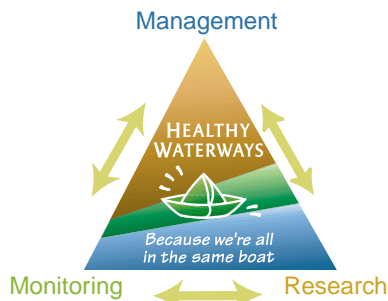 Management
HEALTHY
WATERWAYS
Because we're all
in the same boat
Monitoring
Research